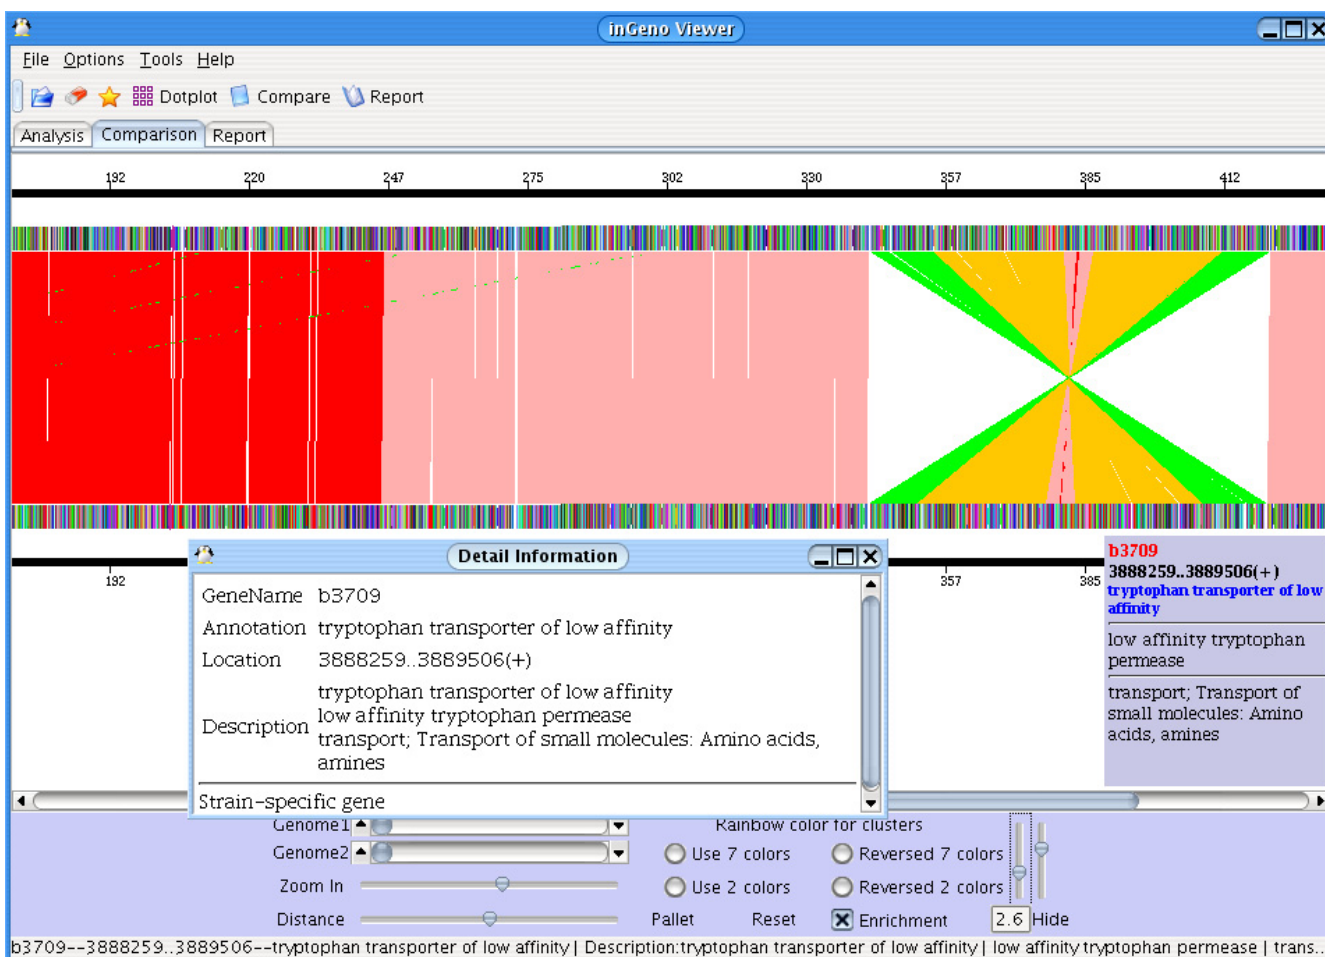 inGeno Viewer
File Options Tools Help
Dotplot Compare Report
Analysis Comparison Report
192 220 247 275 302 330 357 385 412
192 357 385
Detail Information
GeneName b3709
Annotation tryptophan transporter of low affinity
Location 3888259..3889506(+)
Description tryptophan transporter of low affinity
low affinity tryptophan permease
transport; Transport of small molecules: Amino acids,
amines
Strain-specific gene
b3709
3888259..3889506(+)
tryptophan transporter of low
affinity
low affinity tryptophan
permease
transport; Transport of
small molecules: Amino
acids, amines
Genome1 Rainbow color for clusters
Genome2 Use 7 colors Reversed 7 colors
Zoom In Use 2 colors Reversed 2 colors
Distance Pallet Reset Enrichment 2.6 Hide
b3709--3888259..3889506--tryptophan transporter of low affinity | Description:tryptophan transporter of low affinity | low affinity tryptophan permease | trans...